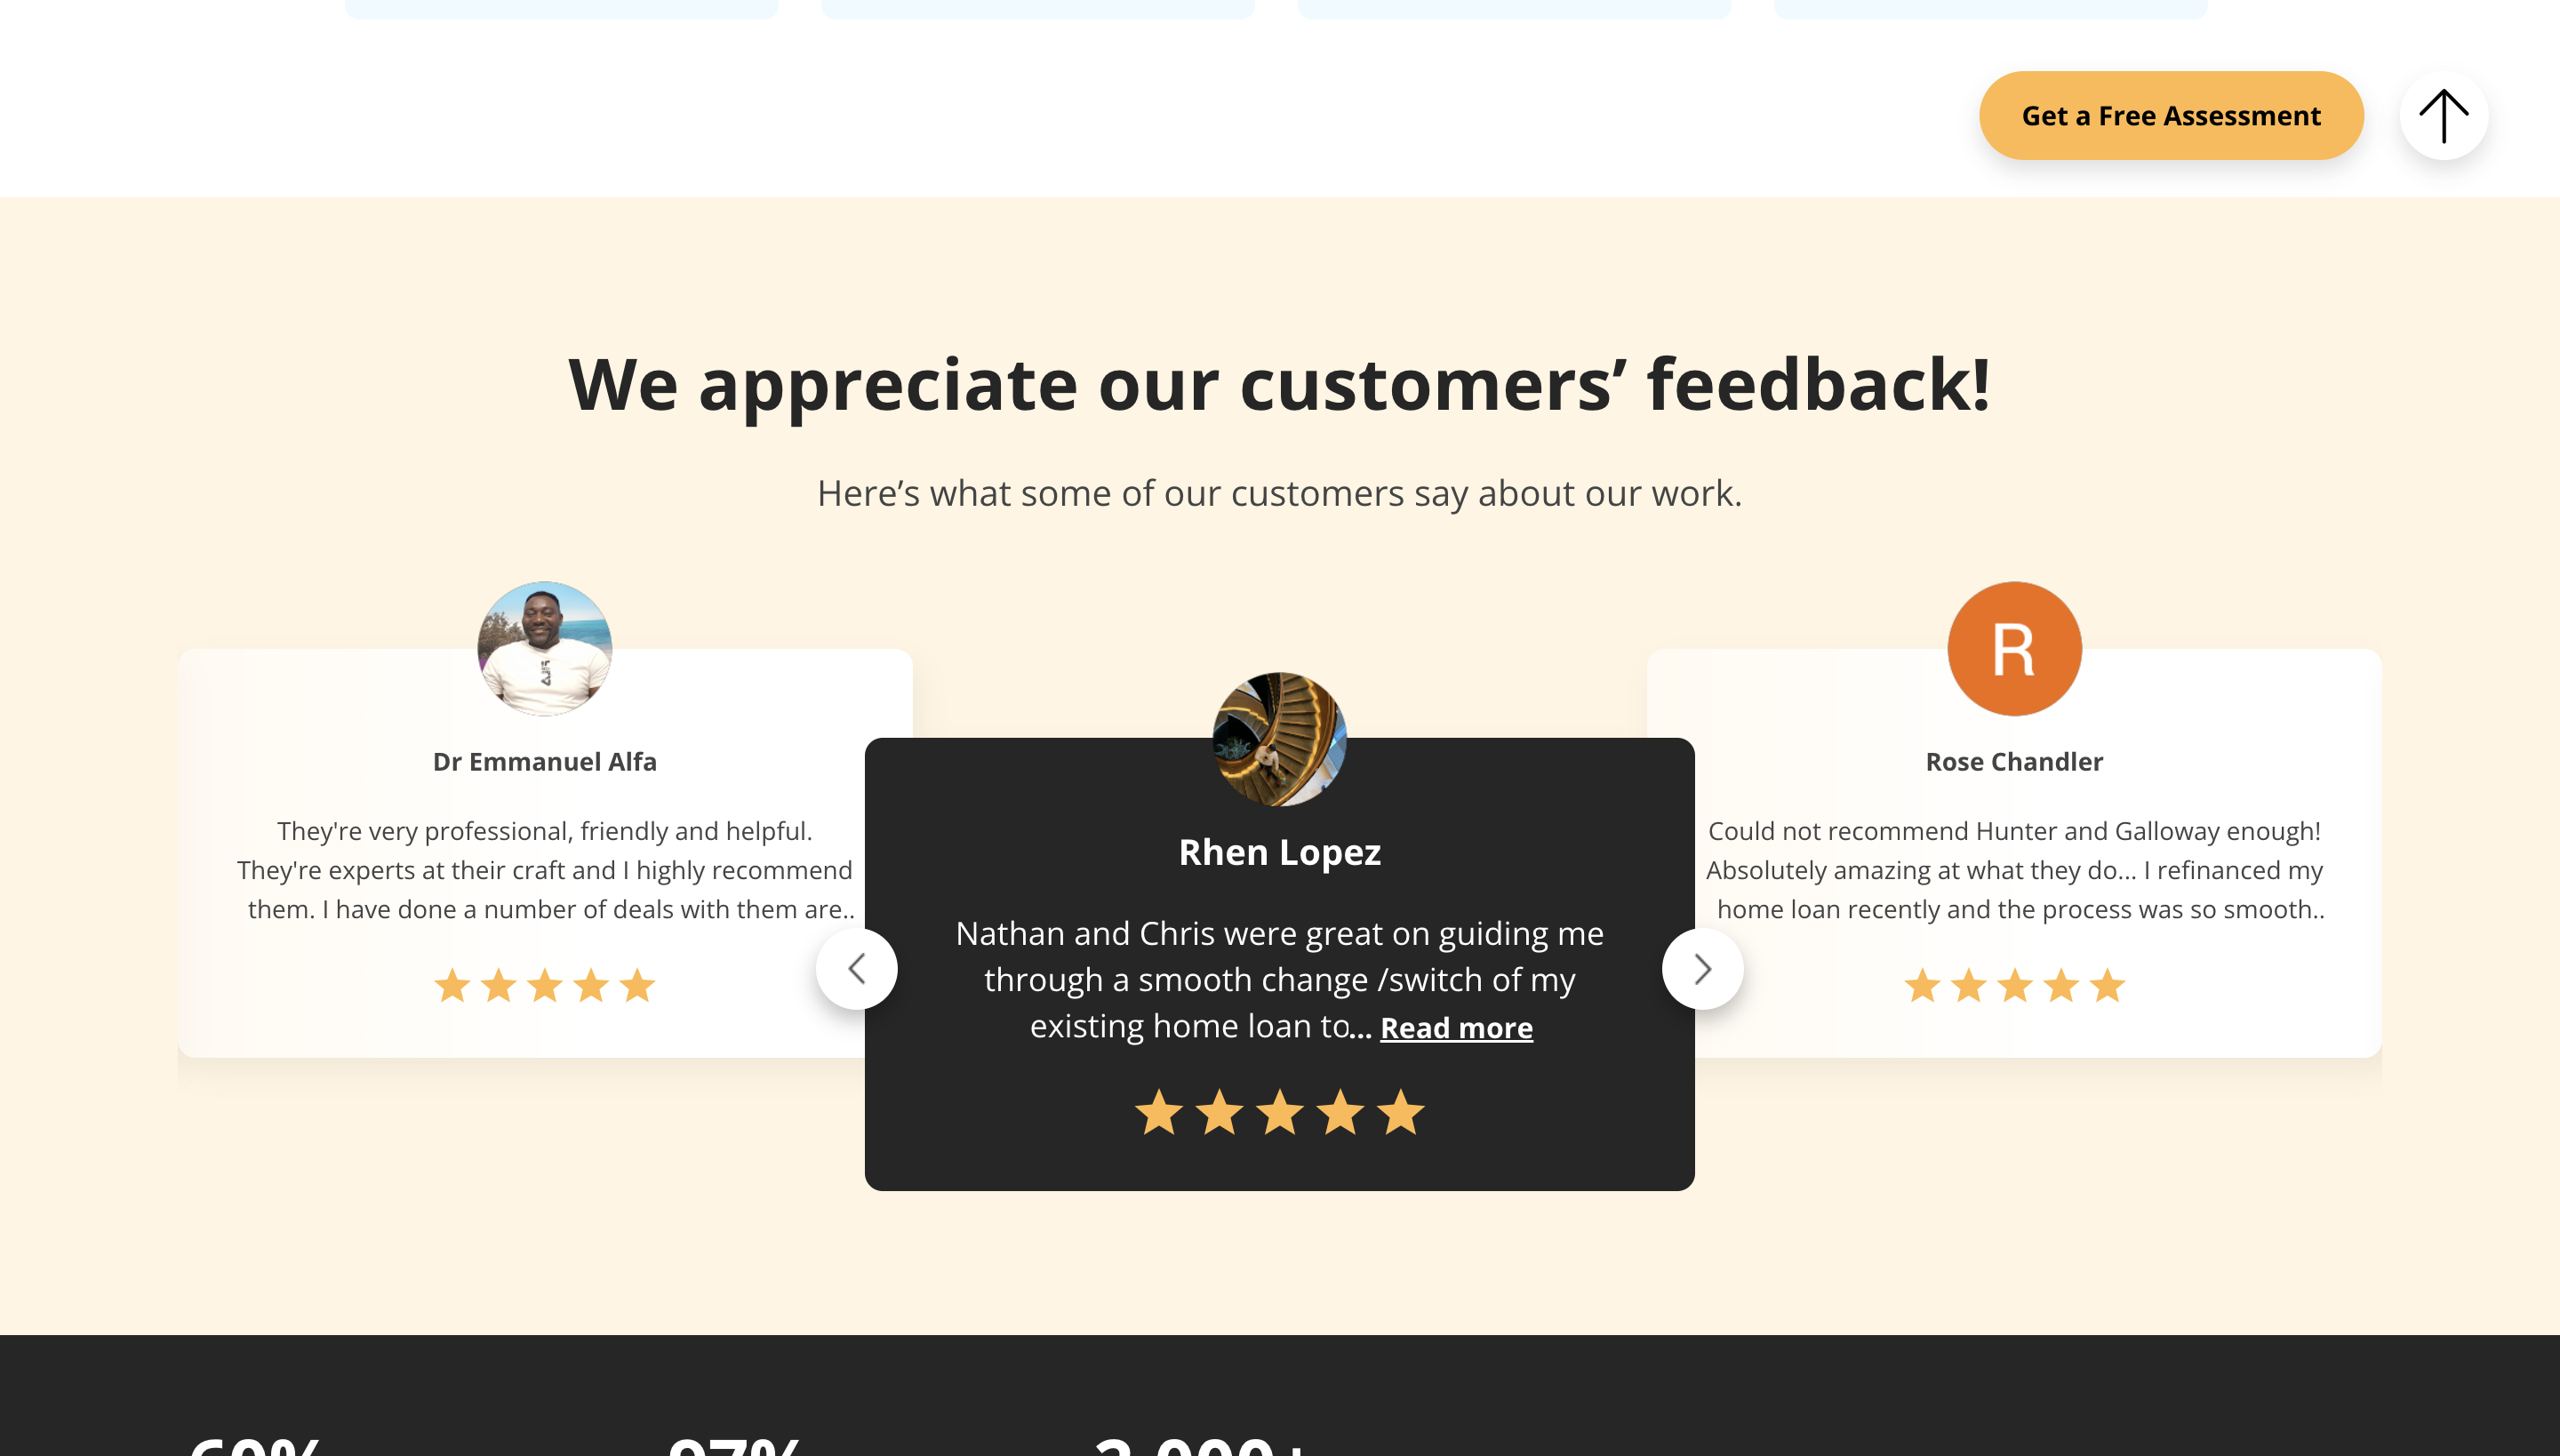 Get a Free Assessment
We appreciate our customers’ feedback!
Here’s what some of our customers say about our work.
Dr Emmanuel Alfa
They're very professional, friendly and helpful.
They're experts at their craft and I highly recommend
them. I have done a number of deals with them are..
Rhen Lopez
Nathan and Chris were great on guiding me
through a smooth change /switch of my
existing home loan to... Read more
R
Rose Chandler
Could not recommend Hunter and Galloway enough!
Absolutely amazing at what they do... I refinanced my
home loan recently and the process was so smooth..
97%